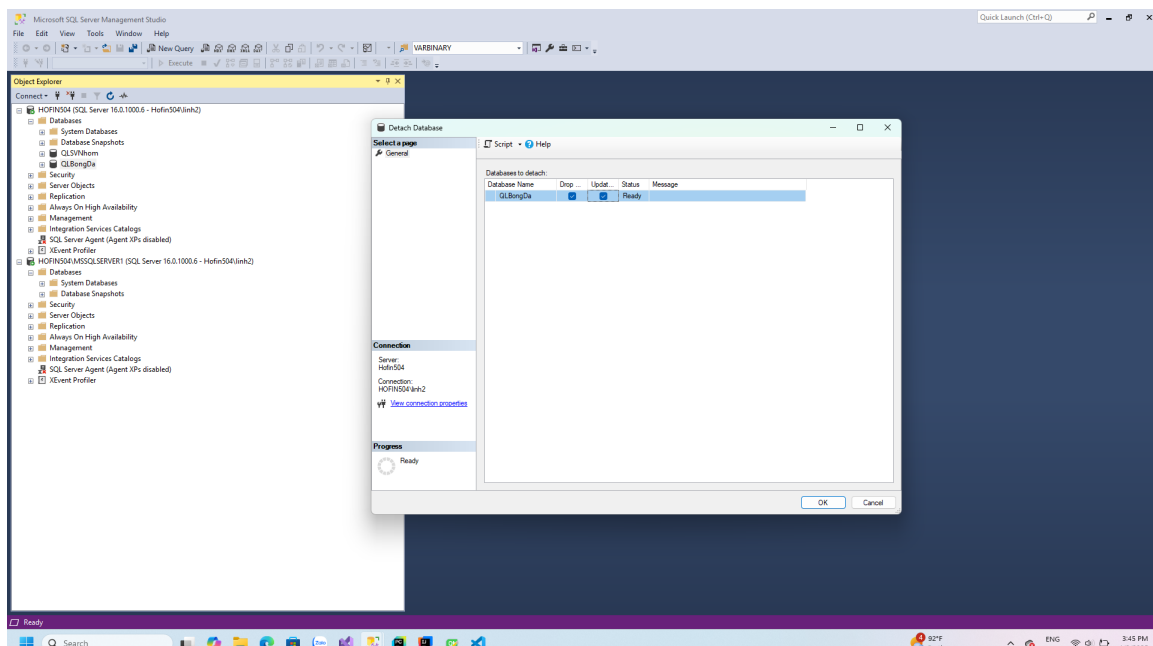 Microsoft SQL Server Management Studio
Quick Launch (Ctrl+Q)
File Edit View Tools Window Help
New Query
VARBINARY
Execute
Object Explorer
Connect
HOFIN504 (SQL Server 16.0.1000.6 - Hofin504\linh2)
Databases
System Databases
Database Snapshots
QLSVNhom
QLBongDa
Security
Server Objects
Replication
Always On High Availability
Management
Integration Services Catalogs
SQL Server Agent (Agent XPs disabled)
XEvent Profiler
HOFIN504\MSSQLSERVER1 (SQL Server 16.0.1000.6 - Hofin504\linh2)
Databases
System Databases
Database Snapshots
Security
Server Objects
Replication
Always On High Availability
Management
Integration Services Catalogs
SQL Server Agent (Agent XPs disabled)
XEvent Profiler
Detach Database
Select a page
General
Script Help
Databases to detach:
Database Name Drop ... Updat... Status Message
QLBongDa Ready
Connection
Server:
Hofin504
Connection:
HOFIN504\linh2
View connection properties
Progress
Ready
OK Cancel
Ready
Search
Zalo
4 92°F
ENG
3:45 PM